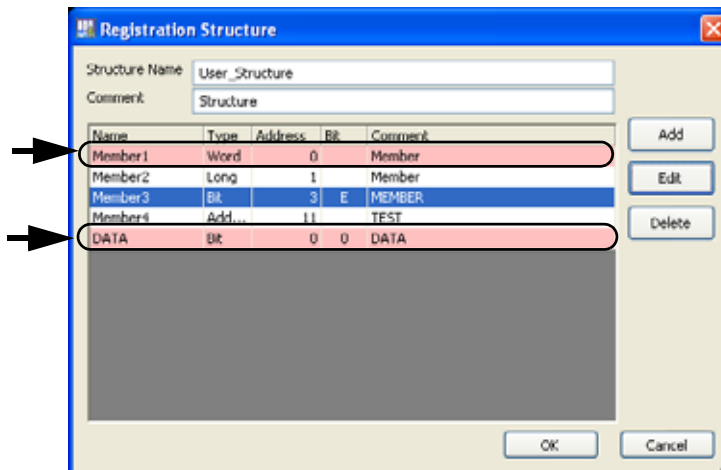 Registration Structure
Structure Name User_Structure
Comment Structure
Name Type Address Bit Comment
Member1 Word 0 Member
Member2 Long 1 Member
Member3 Bit 3 E MEMBER
Member4 Add... 11 TEST
DATA Bit 0 0 DATA
Add
Edit
Delete
OK Cancel